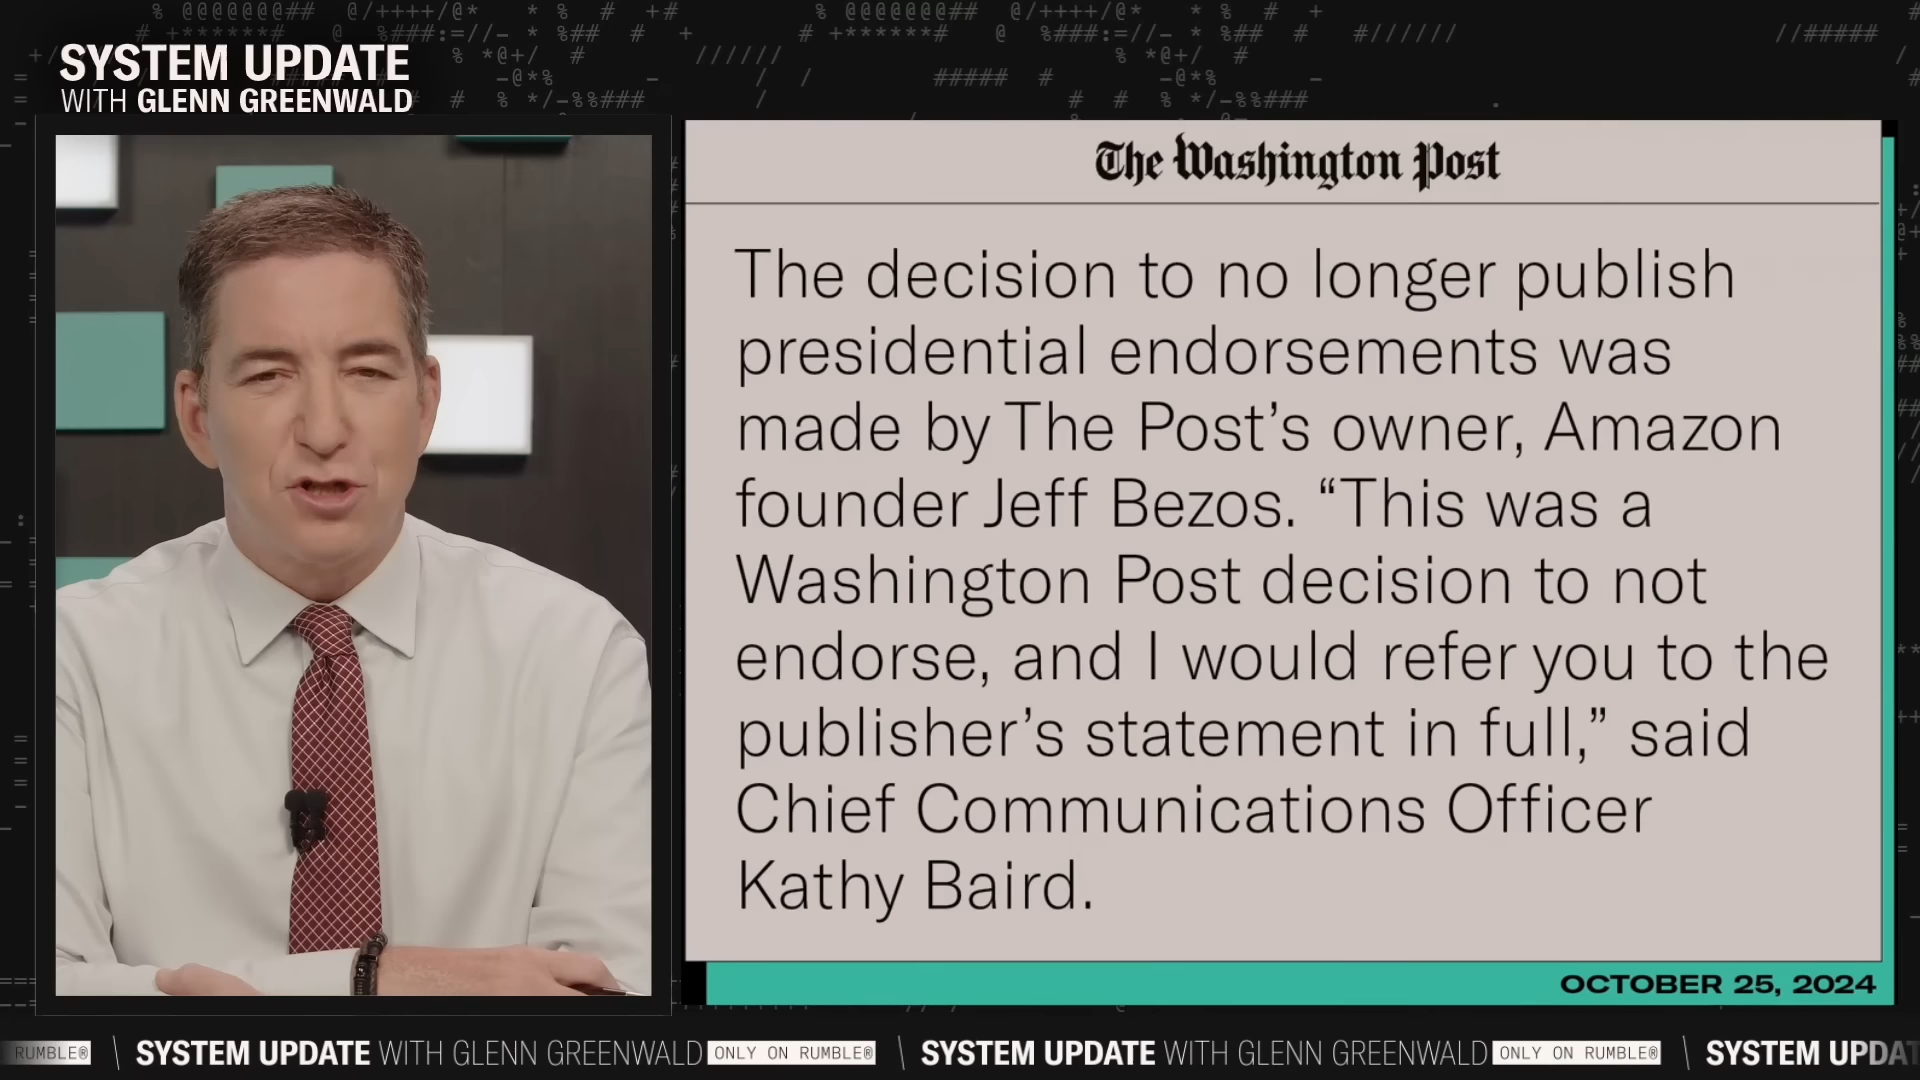 SYSTEM UPDATE
WITH GLENN GREENWALD
The Washington Post
The decision to no longer publish
presidential endorsements was
made by The Post’s owner, Amazon
founder Jeff Bezos. “This was a
Washington Post decision to not
endorse, and I would refer you to the
publisher’s statement in full,” said
Chief Communications Officer
Kathy Baird.
OCTOBER 25, 2024
RUMBLE® \ SYSTEM UPDATE WITH GLENN GREENWALD ONLY ON RUMBLE® \ SYSTEM UPDATE WITH GLENN GREENWALD ONLY ON RUMBLE® \ SYSTEM UPDAT